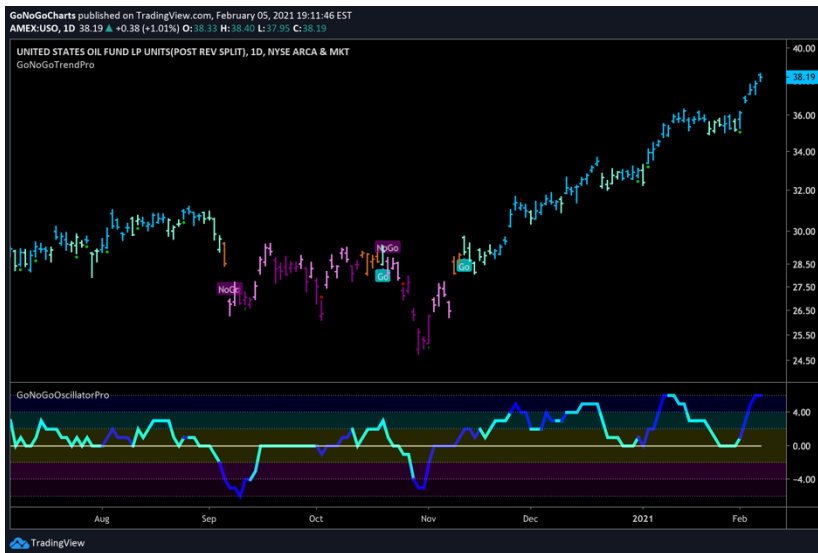 GoNoGoCharts published on TradingView.com, February 05, 2021 19:11:46 EST
AMEX:USO, 1D 38.19 ▲ +0.38 (+1.01%) O:38.33 H:38.40 L:37.95 C:38.19
UNITED STATES OIL FUND LP UNITS(POST REV SPLIT), 1D, NYSE ARCA & MKT
GoNoGoTrendPro
40.00
38.19
36.00
34.00
32.00
30.00
NoGo
28.50
Go
Go
27.50
NoGo
26.50
25.50
24.50
GoNoGoOscillatorPro
4.00
0.00
−4.00
Aug Sep Oct Nov Dec 2021 Feb
TradingView